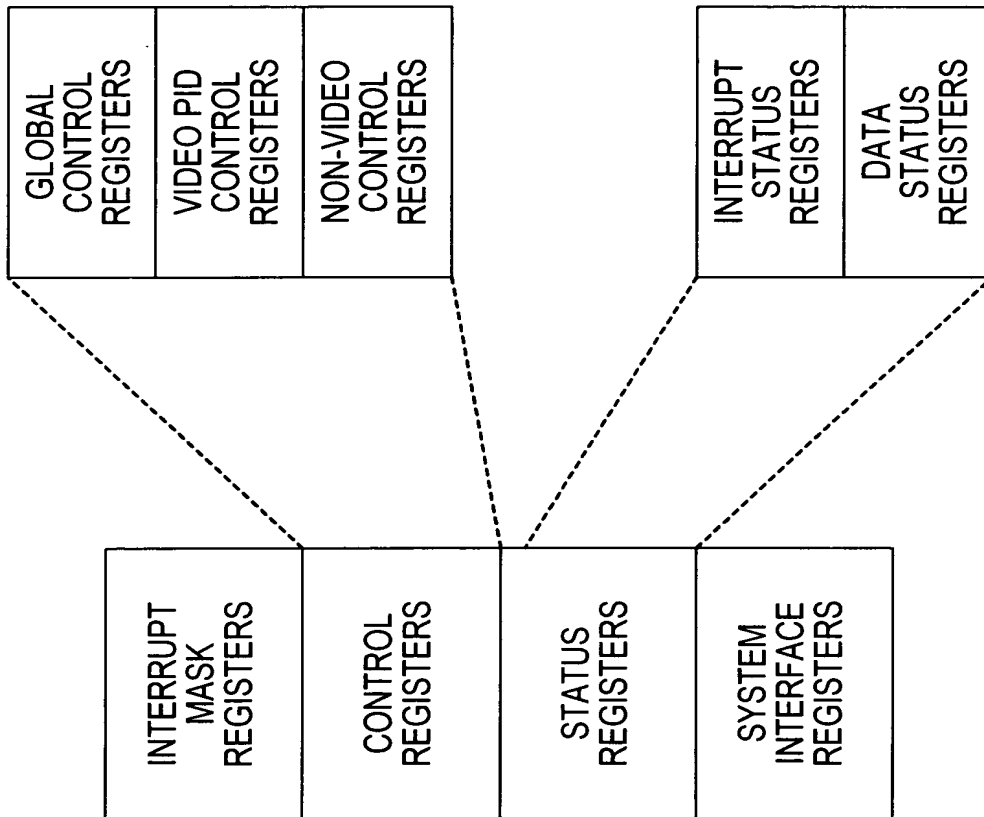 GLOBAL
CONTROL
REGISTERS
VIDEO PID
CONTROL
REGISTERS
NON-VIDEO
CONTROL
REGISTERS
INTERRUPT
STATUS
REGISTERS
DATA
STATUS
REGISTERS
INTERRUPT
MASK
REGISTERS
CONTROL
REGISTERS
STATUS
REGISTERS
SYSTEM
INTERFACE
REGISTERS